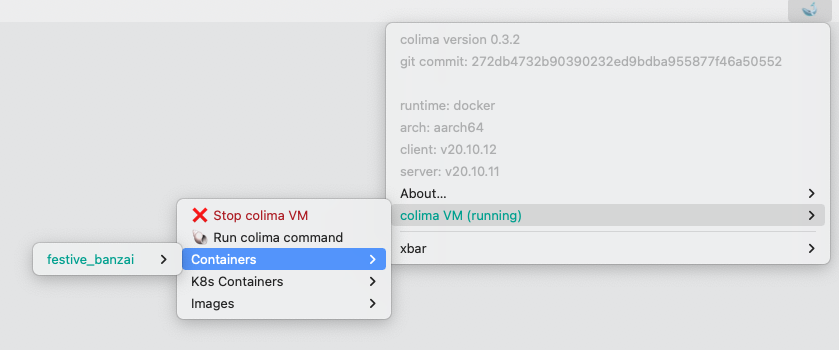 colima version 0.3.2
git commit: 272db4732b90390232ed9bdba955877f46a50552
runtime: docker
arch: aarch64
client: v20.10.12
server: v20.10.11
About...
colima VM (running)
xbar
Stop colima VM
Run colima command
Containers
K8s Containers
Images
festive_banzai